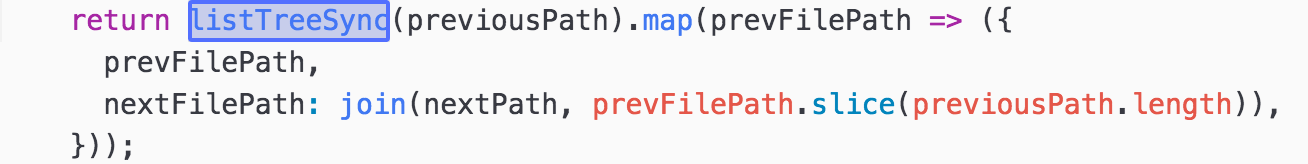 return listTreeSync(previousPath).map(prevFilePath => ({
prevFilePath,
nextFilePath: join(nextPath, prevFilePath.slice(previousPath.length)),
}));